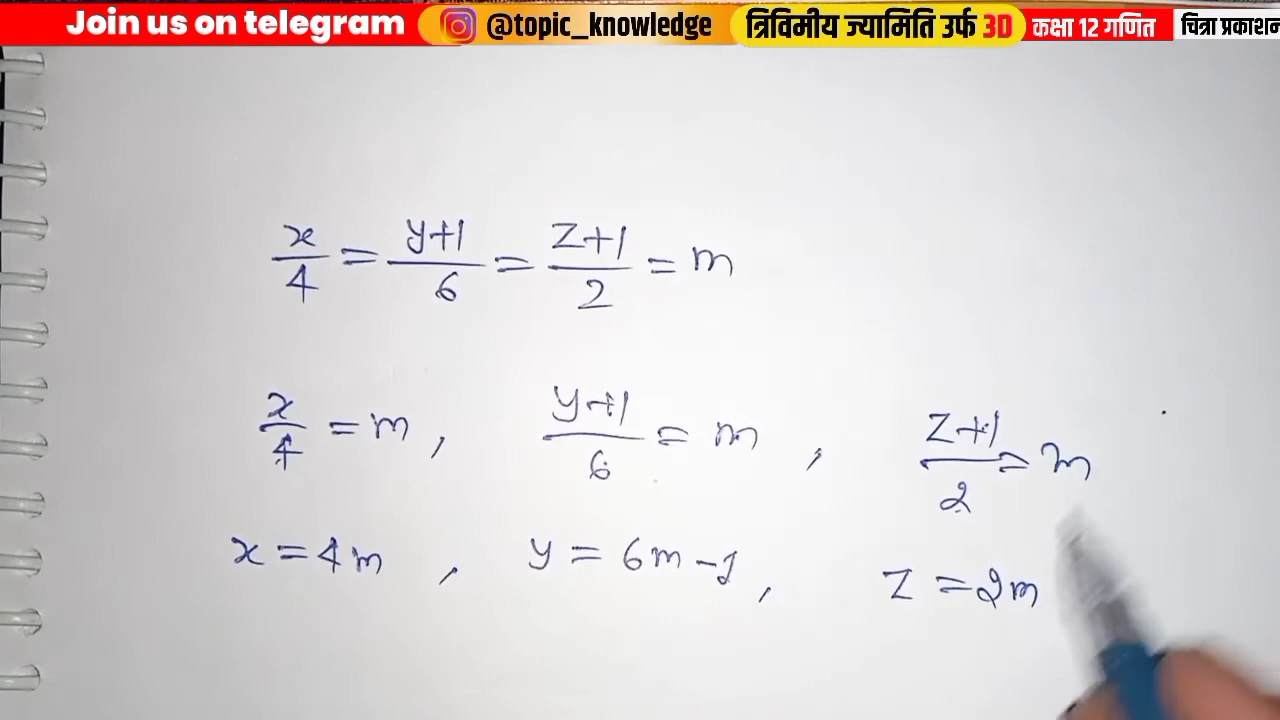 Join us on telegram @topic_knowledge त्रिविमीय ज्यामिति उर्फ 3D कक्षा 12 गणित चित्रा प्रकाशन
x/4 = y+1/6 = z+1/2 = m
x/4 = m, y+1/6 = m, z+1/2 = m
x = 4m, y = 6m-1, z = 2m